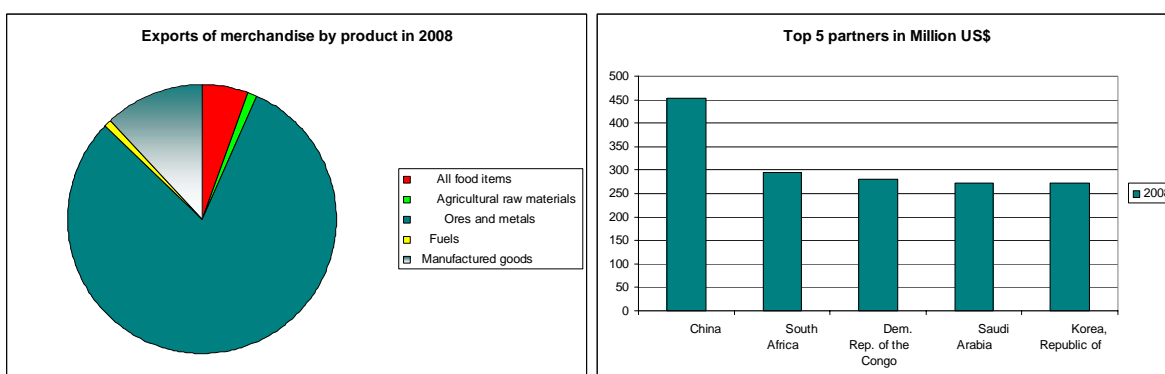 Exports of merchandise by product in 2008
All food items
Agricultural raw materials
Ores and metals
Fuels
Manufactured goods
Top 5 partners in Million US$
500
450
400
350
300
250
200
150
100
50
0
China
South
Africa
Dem.
Rep. of the
Congo
Saudi
Arabia
Korea,
Republic of
2008